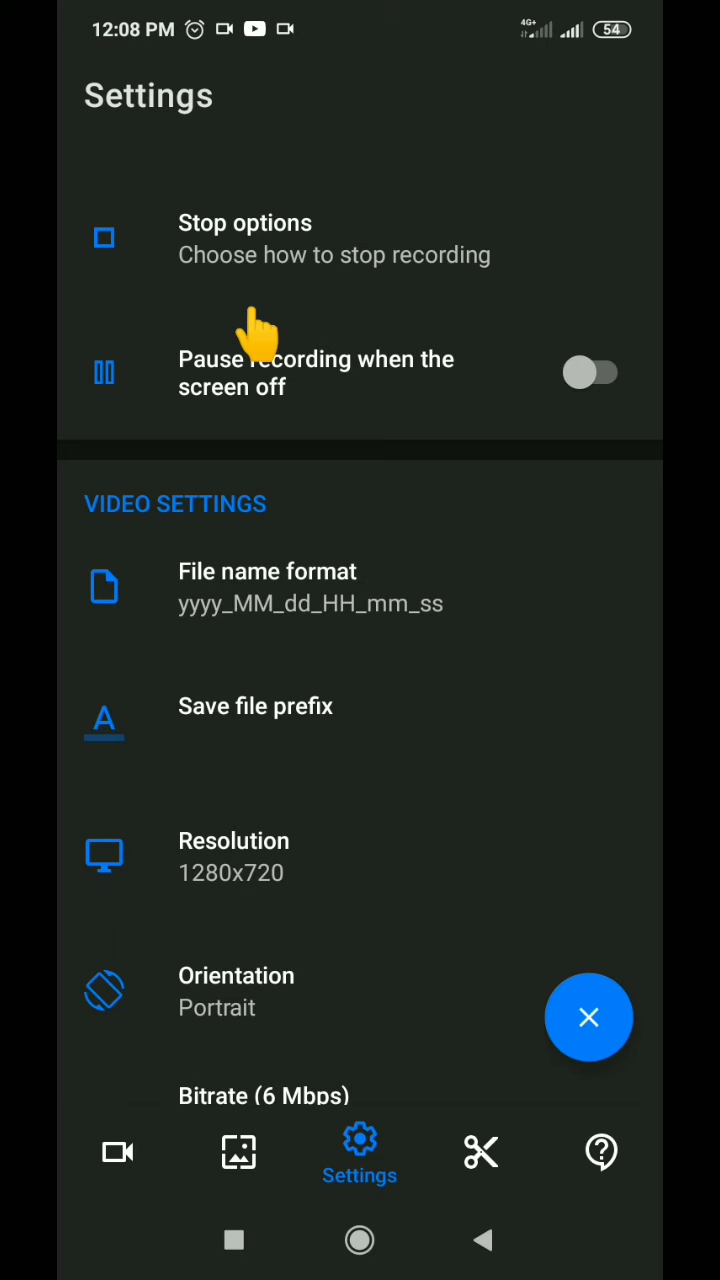 12:08 PM
4G+
54
Settings
Stop options
Choose how to stop recording
Pause recording when the
screen off
VIDEO SETTINGS
File name format
yyyy_MM_dd_HH_mm_ss
A
Save file prefix
Resolution
1280x720
Orientation
Portrait
Bitrate (6 Mbps)
Settings